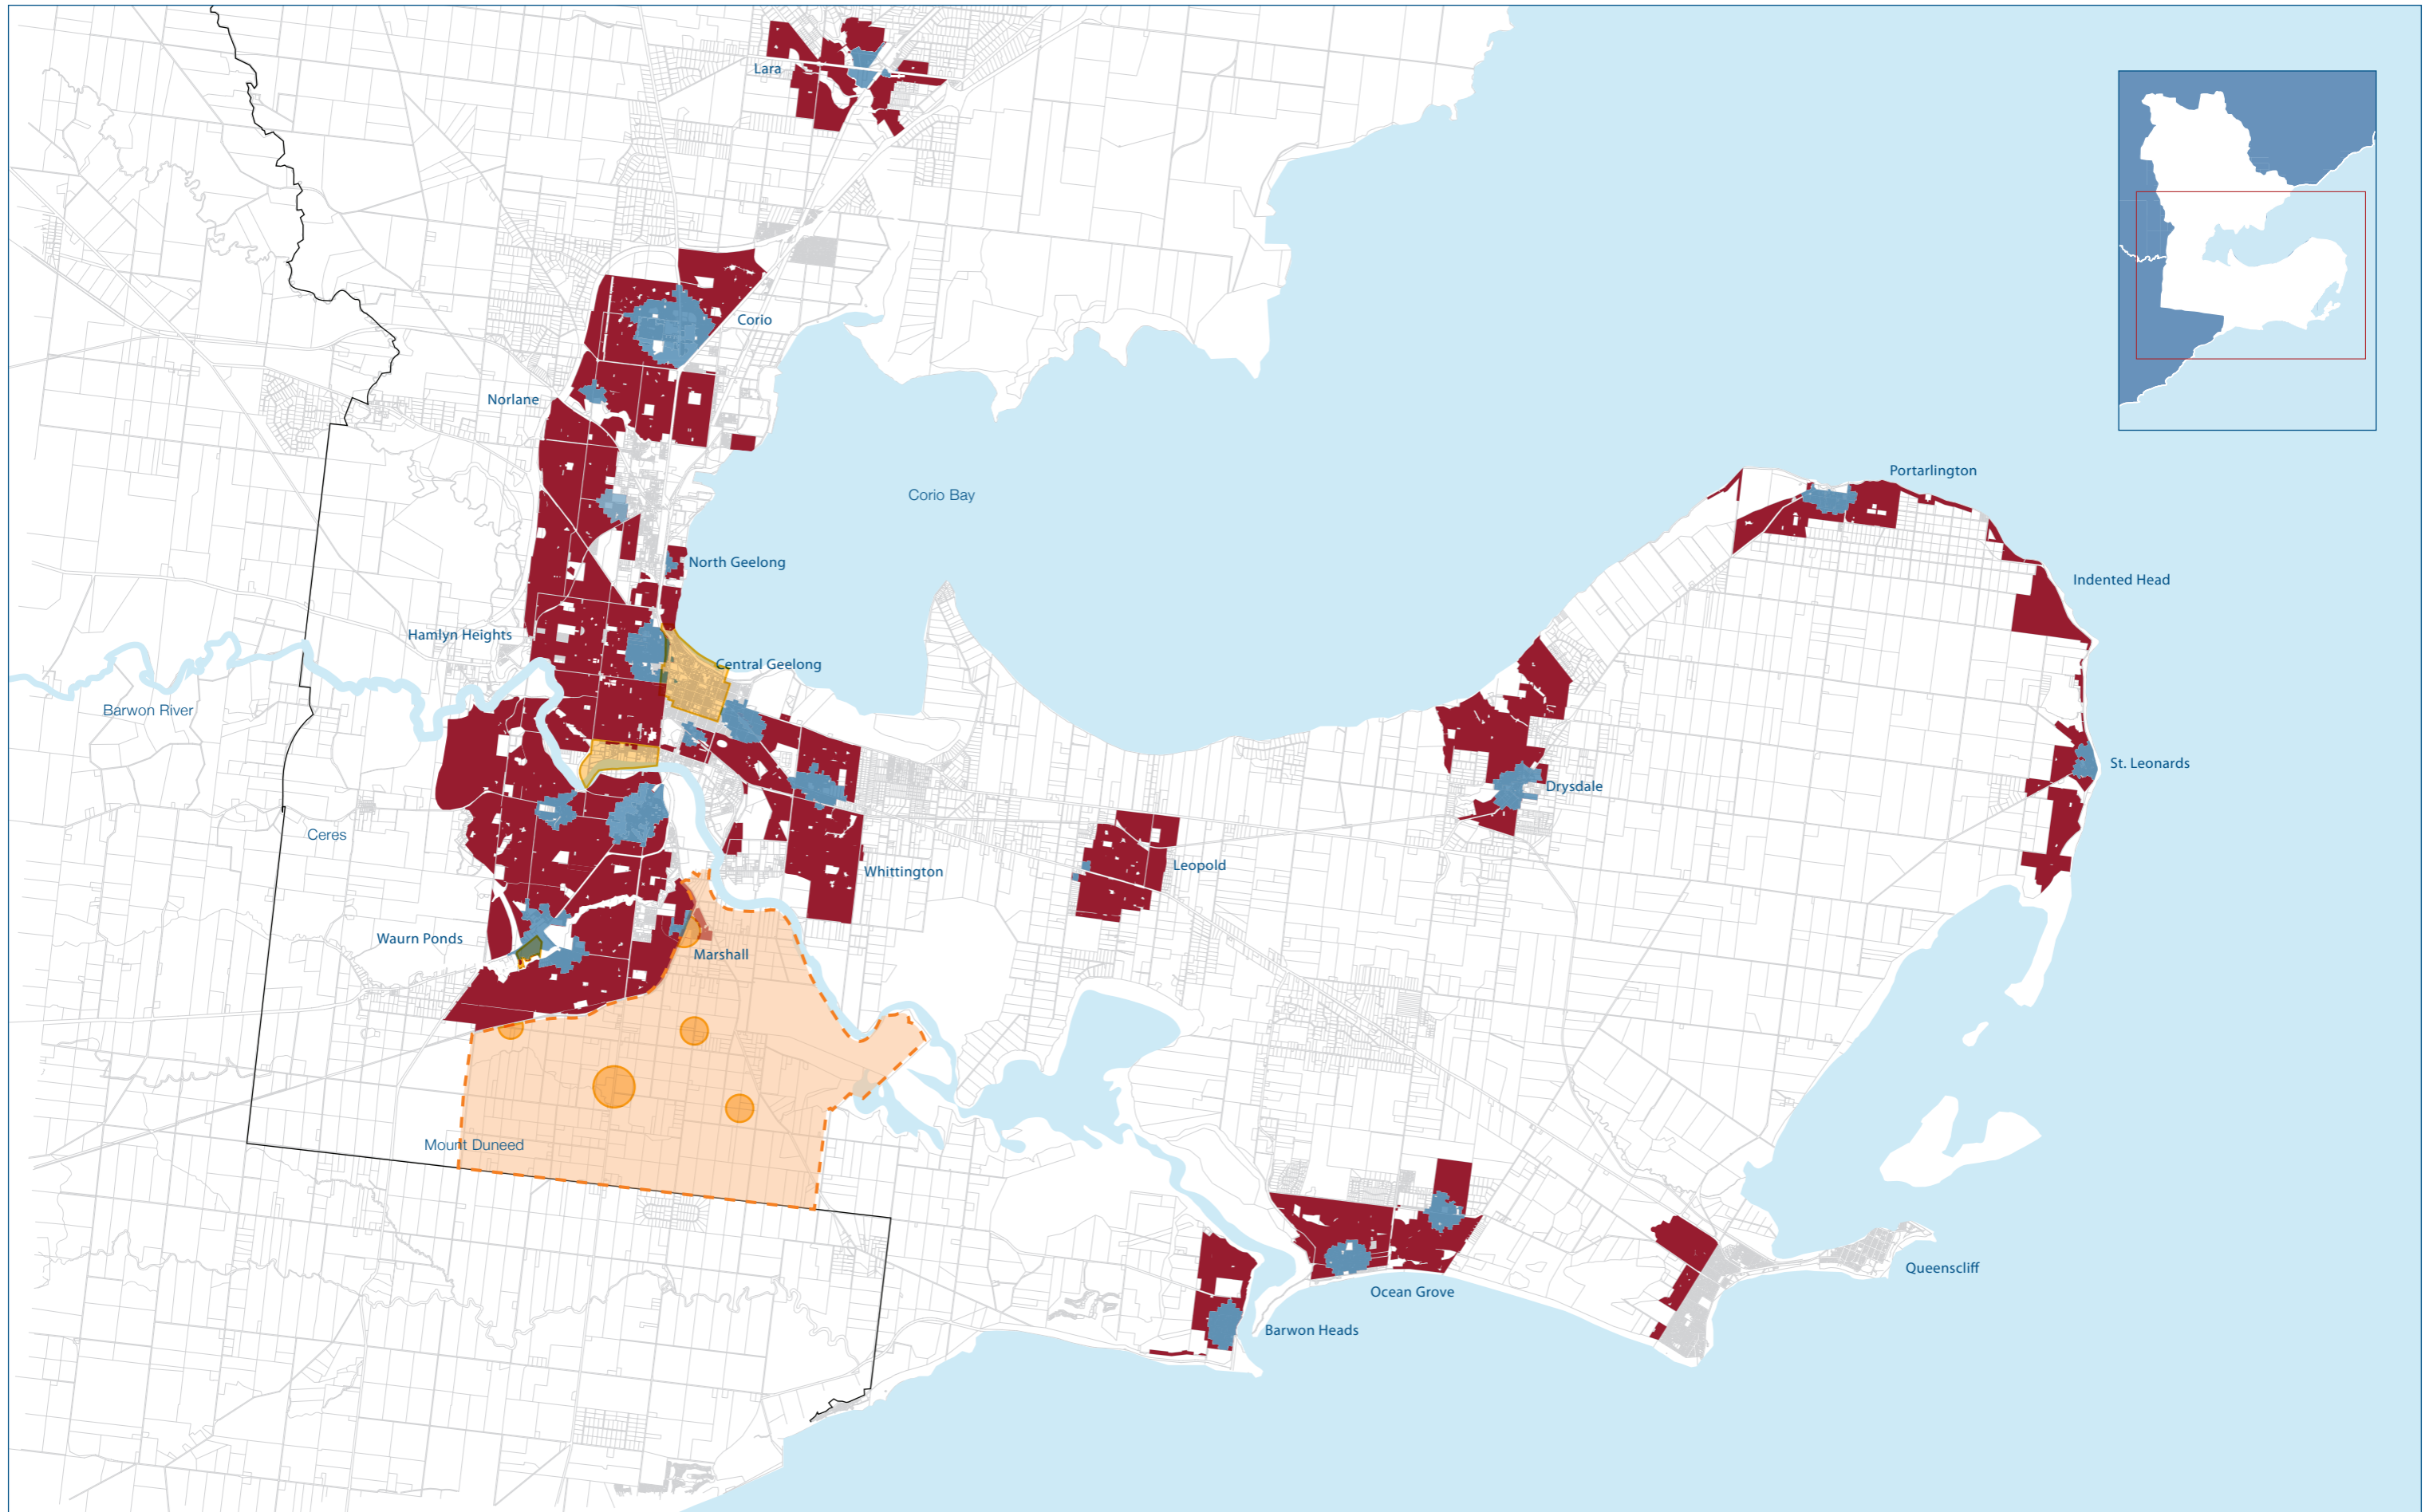 Lara
Corio
Norlane
Portarlington
Corio Bay
North Geelong
Indented Head
Hamlyn Heights
Central Geelong
Barwon River
St. Leonards
Drysdale
Ceres
Leopold
Whittington
Waurn Ponds
Marshall
Mount Duneed
Queenscliff
Ocean Grove
Barwon Heads